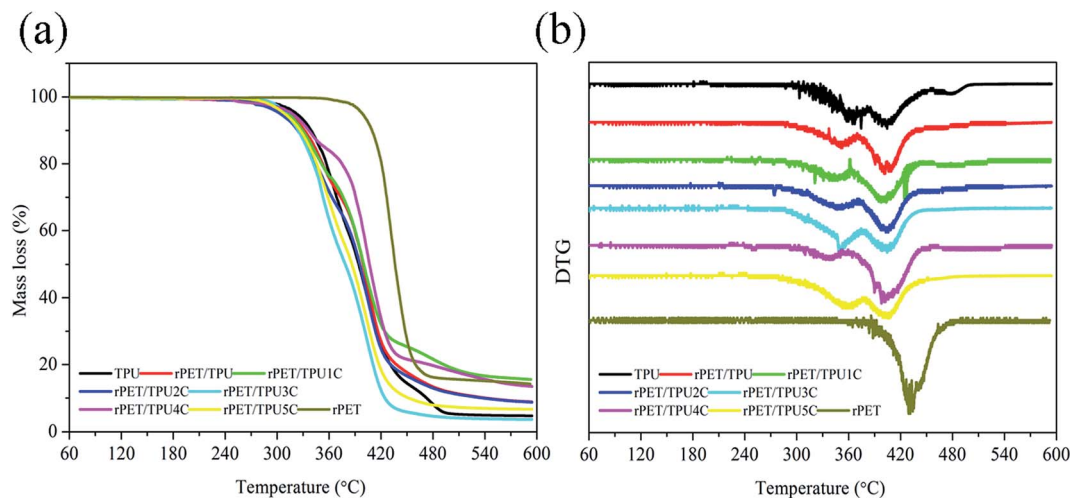 (a)
Mass loss (%)
100
80
60
40
20
0
TPU rPET/TPU rPET/TPU1C
rPET/TPU2C rPET/TPU3C
rPET/TPU4C rPET/TPU5C rPET
60 120 180 240 300 360 420 480 540 600
Temperature (°C)
(b)
DTG
TPU rPET/TPU rPET/TPU1C
rPET/TPU2C rPET/TPU3C
rPET/TPU4C rPET/TPU5C rPET
60 120 180 240 300 360 420 480 540 600
Temperature (°C)